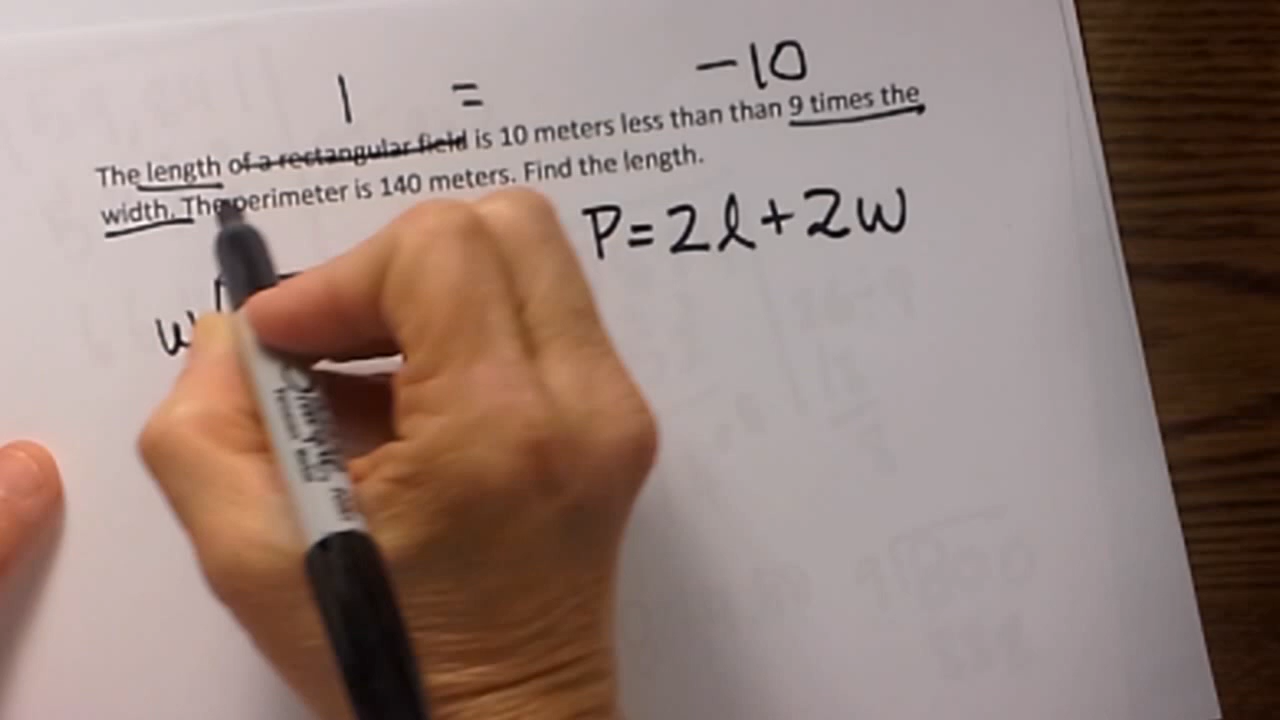 l = -10
The length of a rectangular field is 10 meters less than than 9 times the
width. The perimeter is 140 meters. Find the length.
P=2l+2w
w
Sharpie